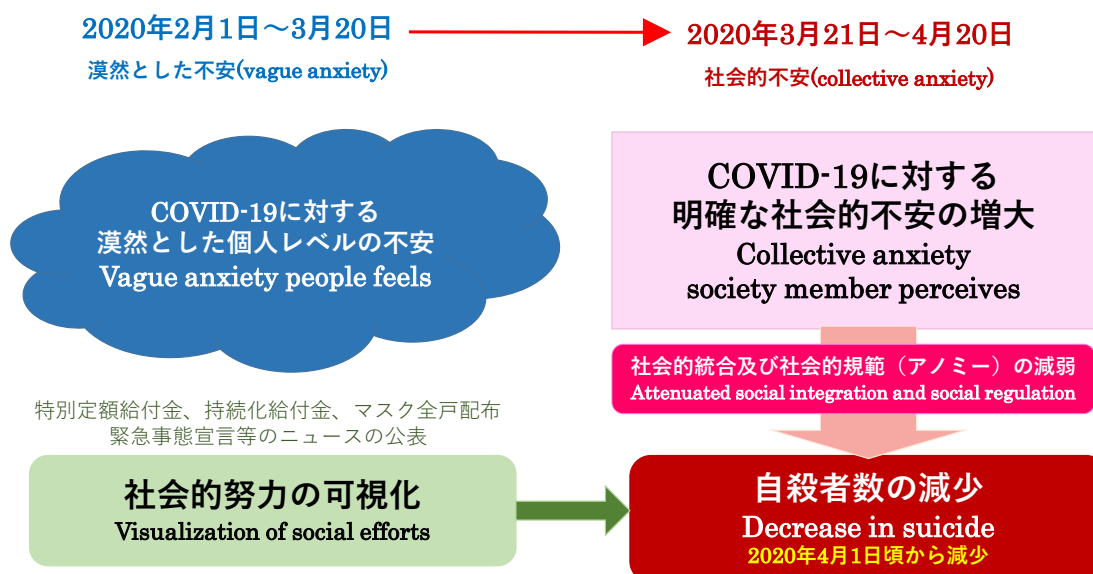 2020年2月1日～3月20日
漠然とした不安(vague anxiety)
2020年3月21日～4月20日
社会的不安(collective anxiety)
COVID-19に対する
漠然とした個人レベルの不安
Vague anxiety people feels
COVID-19に対する
明確な社会的不安の増大
Collective anxiety
society member perceives
社会的統合及び社会的規範（アノミー）の減弱
Attenuated social integration and social regulation
特別定額給付金、持続化給付金、マスク全戸配布
緊急事態宣言等のニュースの公表
社会的努力の可視化
Visualization of social efforts
自殺者数の減少
Decrease in suicide
2020年4月1日頃から減少